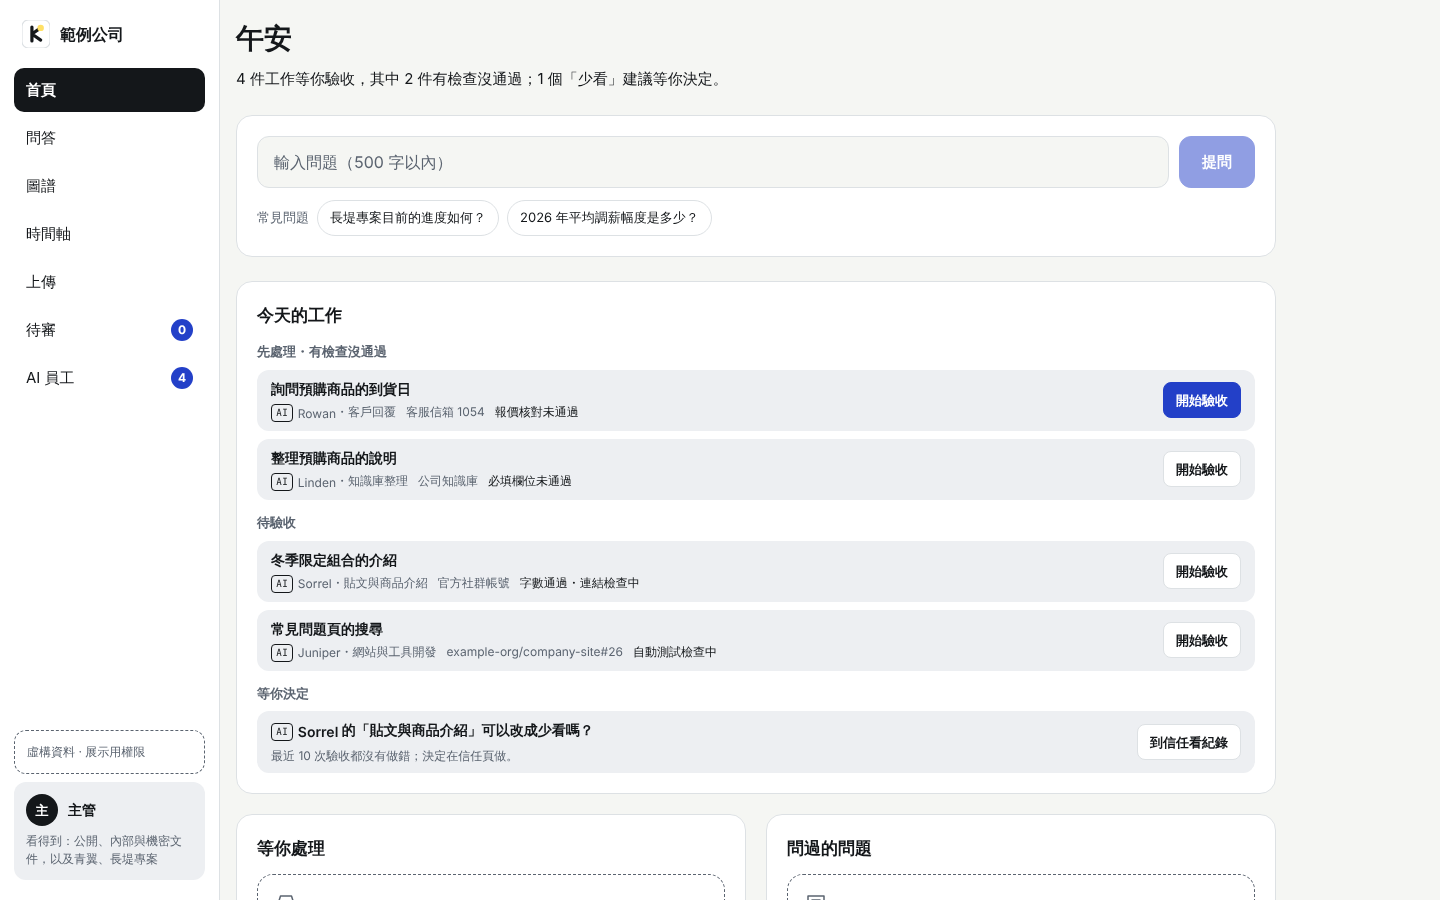 範例公司
首頁
問答
圖譜
時間軸
上傳
待審 0
AI 員工 4
虛構資料 · 展示用權限
主 主管
看得到：公開、內部與機密文
件，以及青翼、長堤專案
午安
4 件工作等你驗收，其中 2 件有檢查沒通過；1 個「少看」建議等你決定。
輸入問題（500 字以內） 提問
常見問題 長堤專案目前的進度如何？ 2026 年平均調薪幅度是多少？
今天的工作
先處理・有檢查沒通過
詢問預購商品的到貨日
AI Rowan・客戶回覆 客服信箱 1054 報價核對未通過
開始驗收
整理預購商品的說明
AI Linden・知識庫整理 公司知識庫 必填欄位未通過
開始驗收
待驗收
冬季限定組合的介紹
AI Sorrel・貼文與商品介紹 官方社群帳號 字數通過・連結檢查中
開始驗收
常見問題頁的搜尋
AI Juniper・網站與工具開發 example-org/company-site#26 自動測試檢查中
開始驗收
等你決定
AI Sorrel 的「貼文與商品介紹」可以改成少看嗎？
最近 10 次驗收都沒有做錯；決定在信任頁做。
到信任看紀錄
等你處理
問過的問題